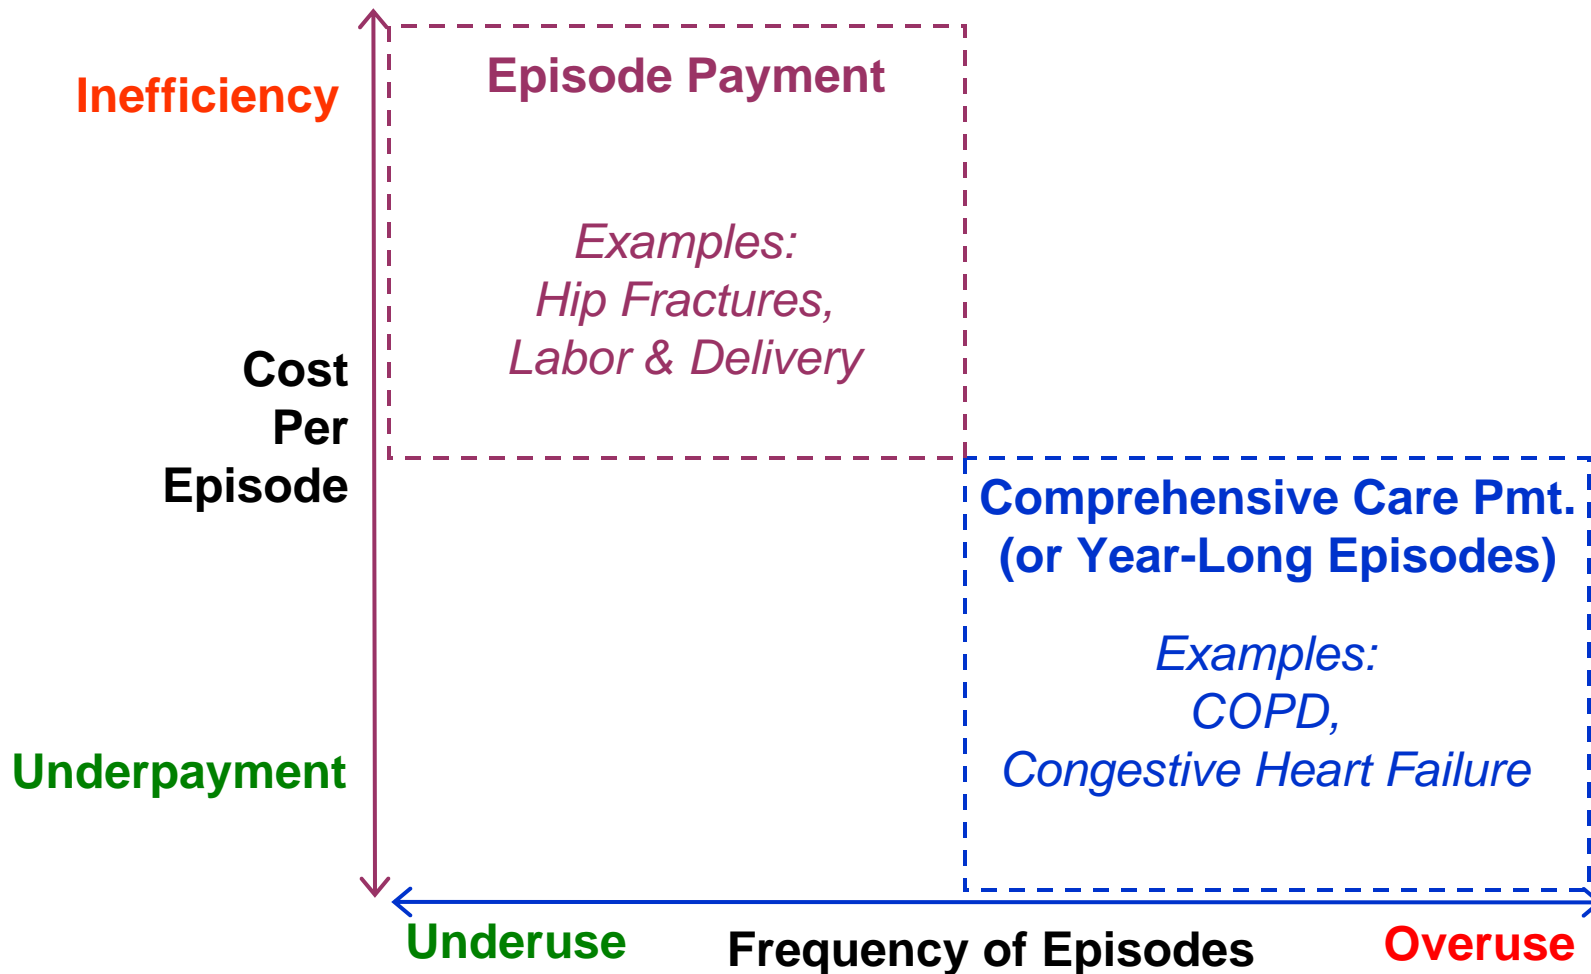 Inefficiency
Episode Payment
Examples:
Hip Fractures,
Labor & Delivery
Cost
Per
Episode
Comprehensive Care Pmt.
(or Year-Long Episodes)
Examples:
COPD,
Congestive Heart Failure
Underpayment
Underuse
Frequency of Episodes
Overuse